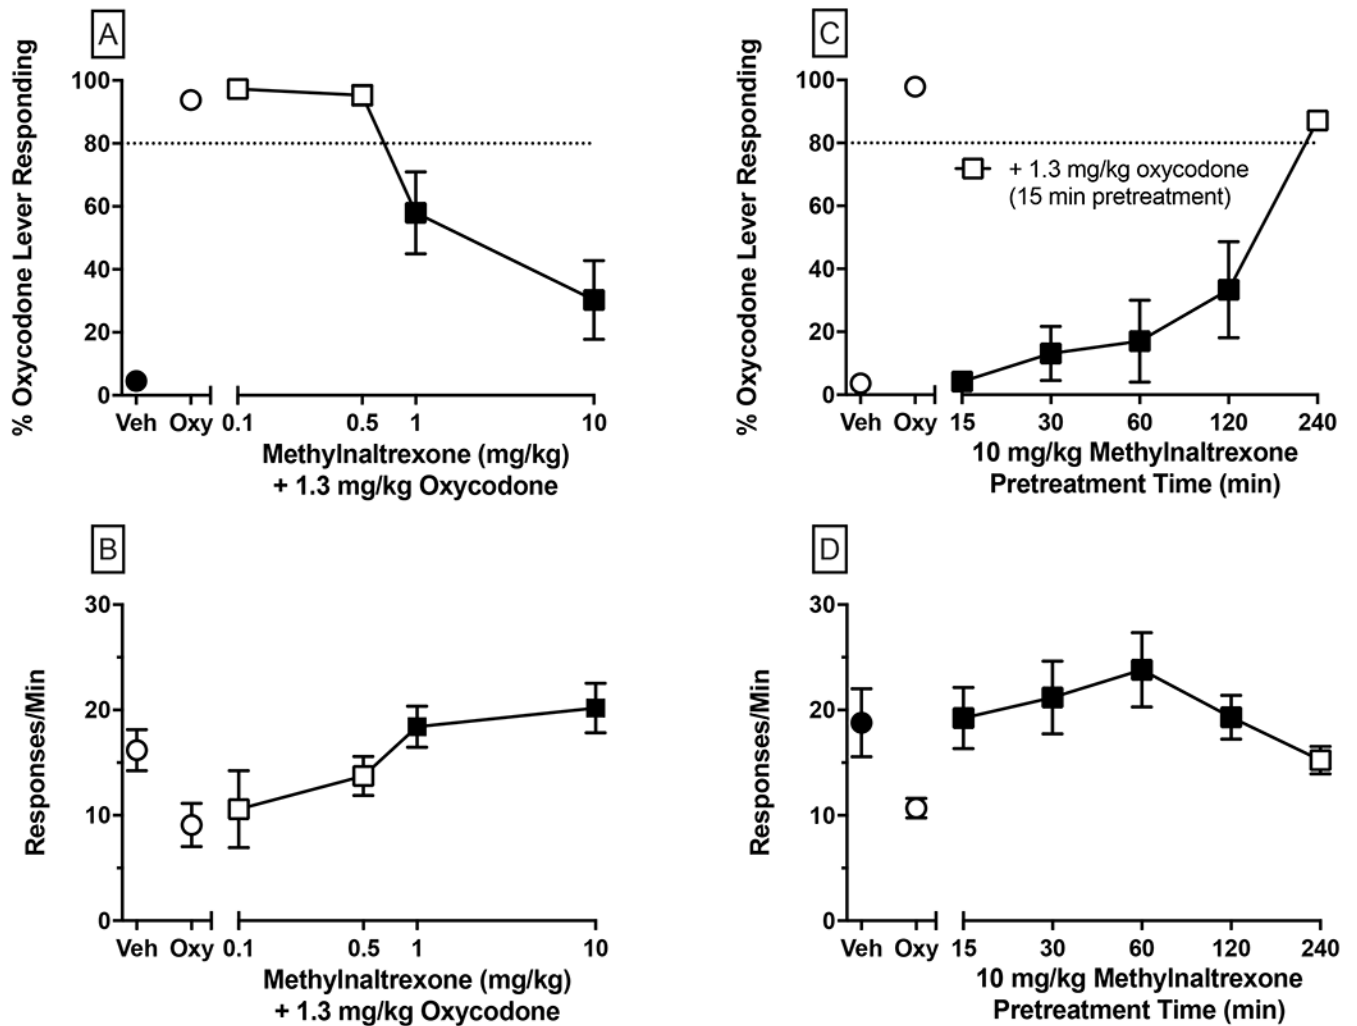 A
% Oxycodone Lever Responding
100
80
60
40
20
0
Veh Oxy 0.1 0.5 1 10
Methylnaltrexone (mg/kg)
+ 1.3 mg/kg Oxycodone
C
% Oxycodone Lever Responding
100
80
60
40
20
0
+ 1.3 mg/kg oxycodone
(15 min pretreatment)
Veh Oxy 15 30 60 120 240
10 mg/kg Methylnaltrexone
Pretreatment Time (min)
B
Responses/Min
30
20
10
0
Veh Oxy 0.1 0.5 1 10
Methylnaltrexone (mg/kg)
+ 1.3 mg/kg Oxycodone
D
Responses/Min
30
20
10
0
Veh Oxy 15 30 60 120 240
10 mg/kg Methylnaltrexone
Pretreatment Time (min)